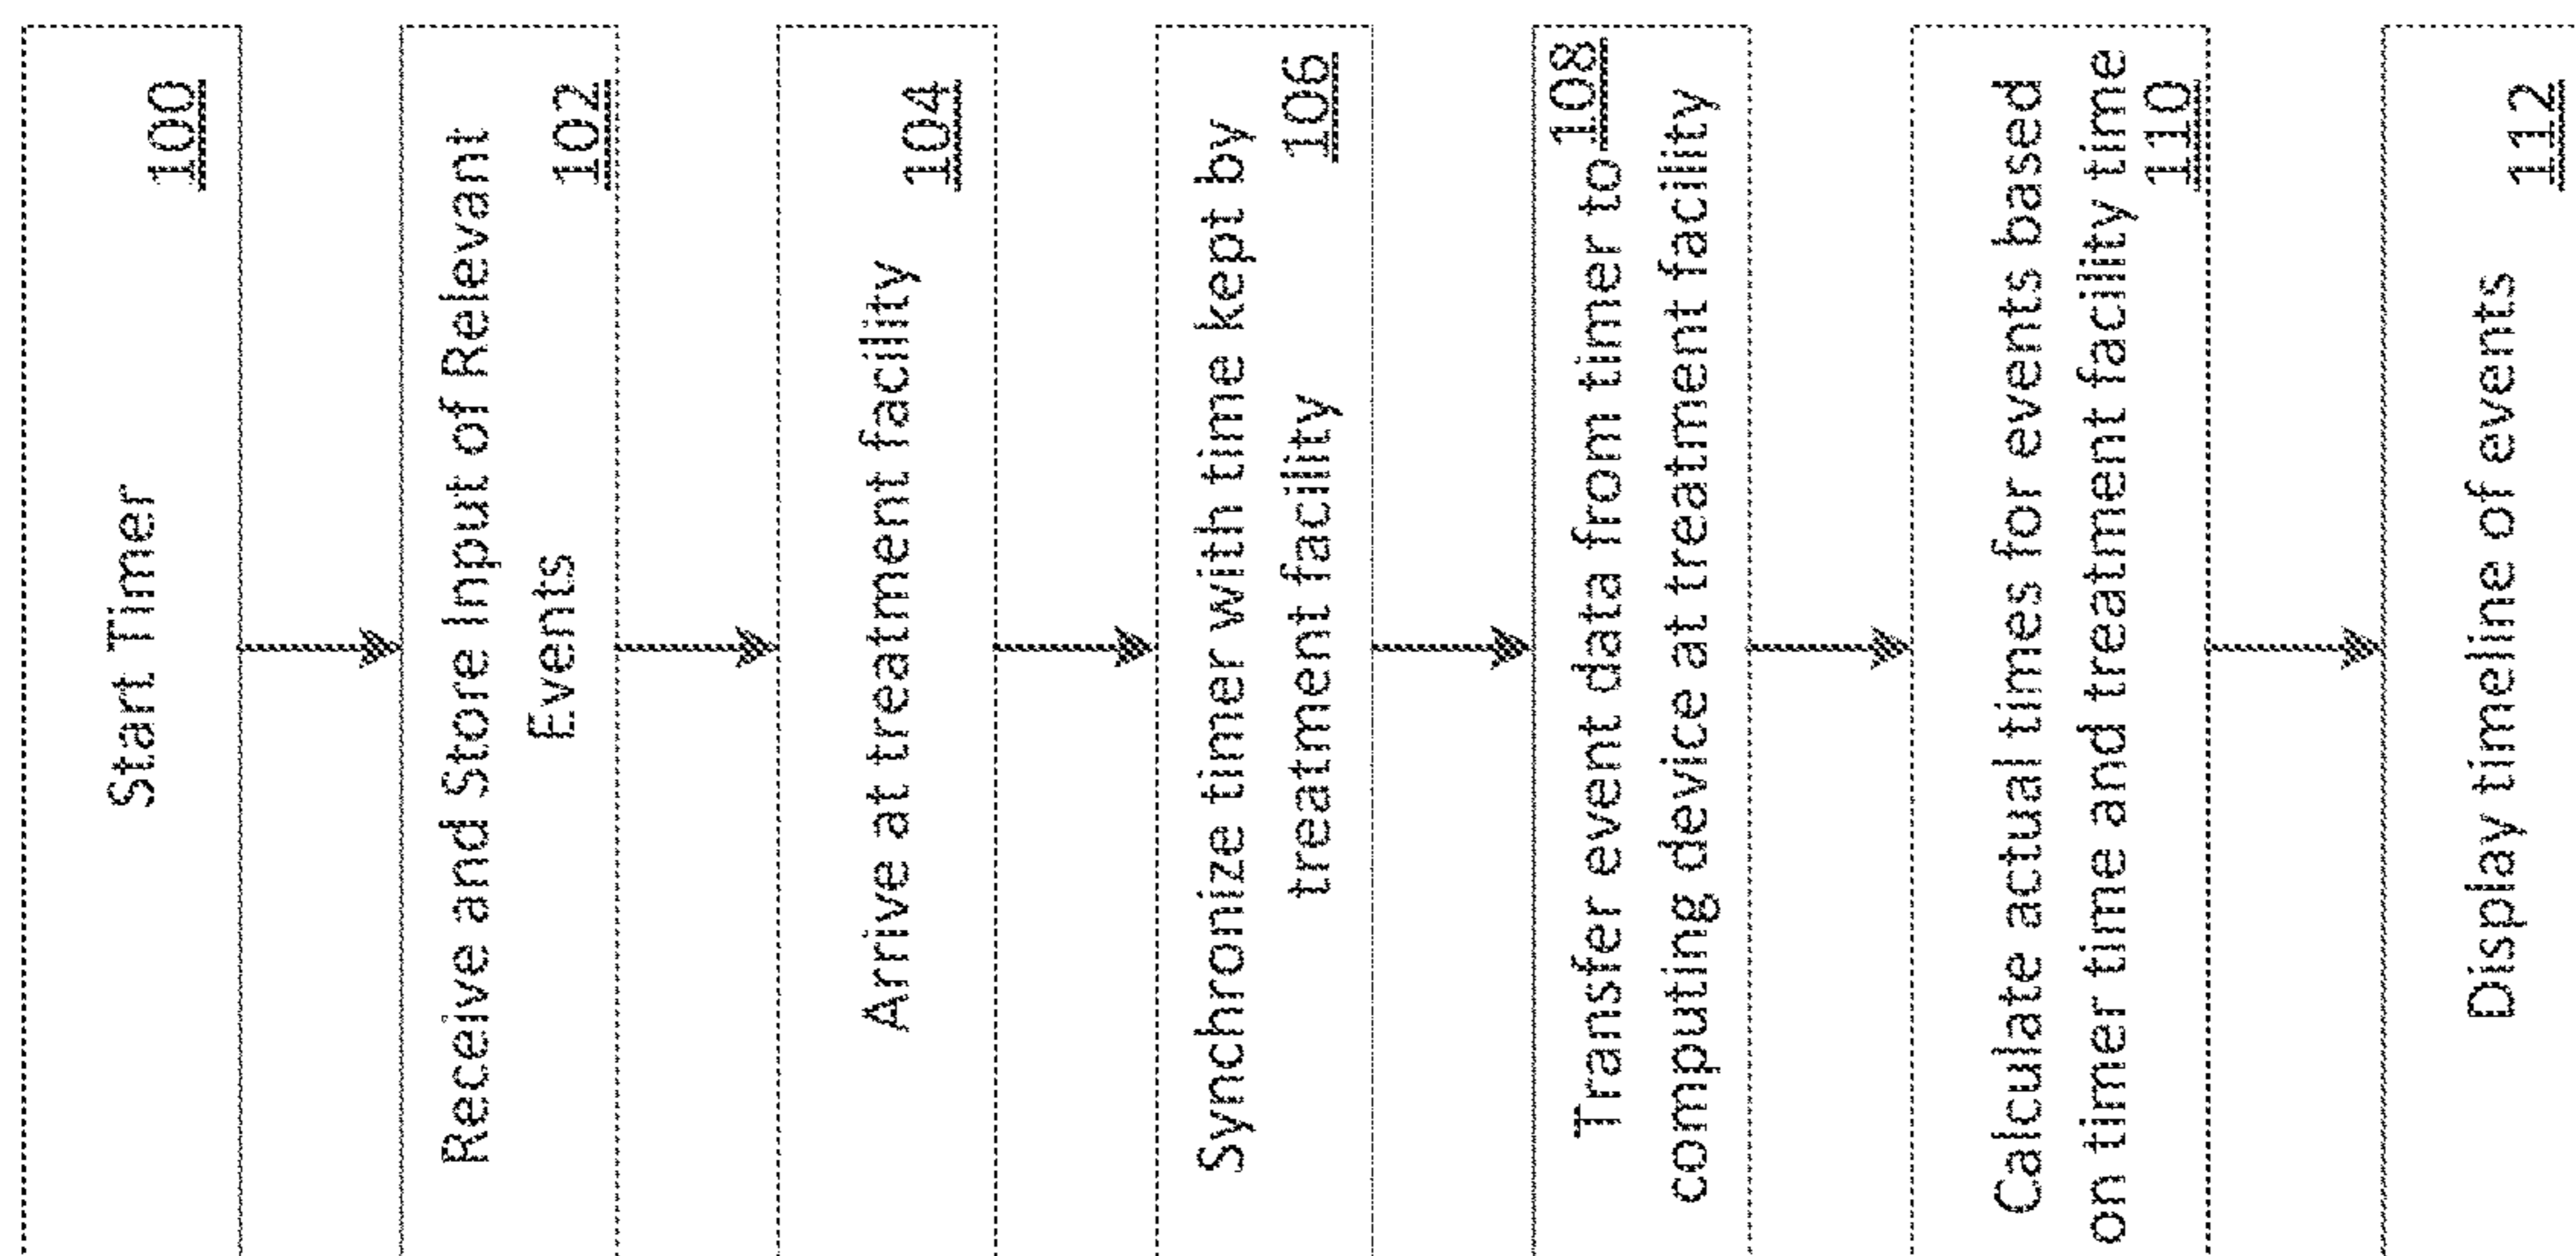 Start Timer
100
Receive and Store Input of Relevant
Events
102
Arrive at treatment facility
104
Synchronize timer with time kept by
treatment facility
106
Transfer event data from timer to
108
computing device at treatment facility
Calculate actual times for events based
on timer time and treatment facility time
110
Display timeline of events
112